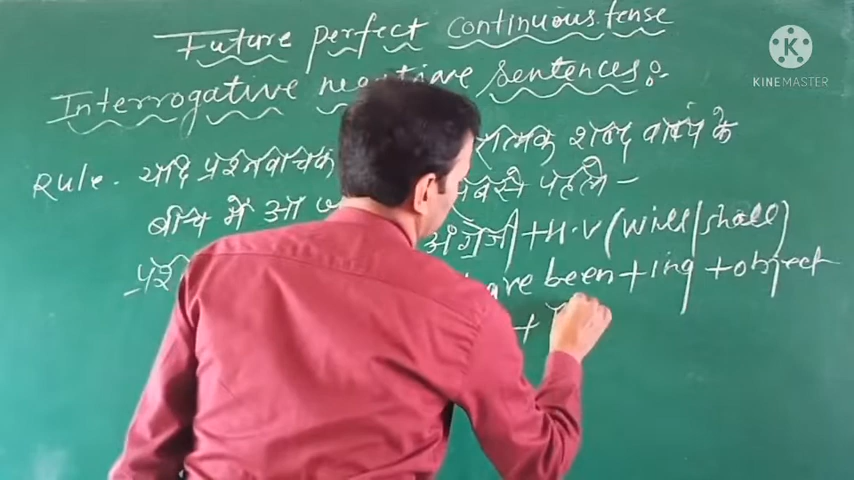 Future perfect continuous tense
Interrogative negative sentences:-
Rule. यदि प्रश्नवाचक शब्द वाक्य के
बीच में आ सबसे पहले -
अंग्रेजी + H.V (will/shall)
have been + ing + object
+
KINEMASTER